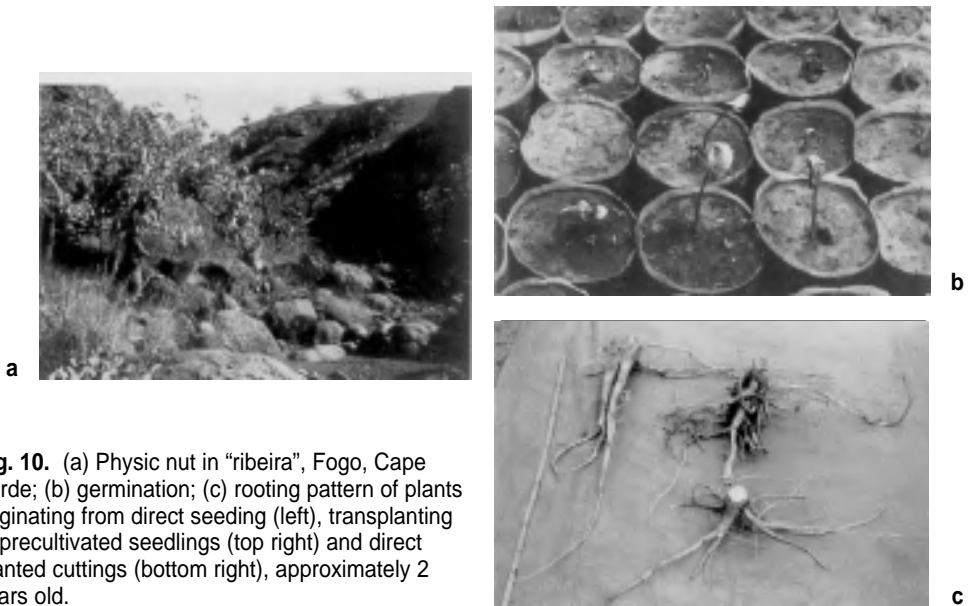 b
a
g. 10. (a) Physic nut in “ribeira”, Fogo, Cape
rde; (b) germination; (c) rooting pattern of plants
ginating from direct seeding (left), transplanting
precultivated seedlings (top right) and direct
anted cuttings (bottom right), approximately 2
ars old.
c